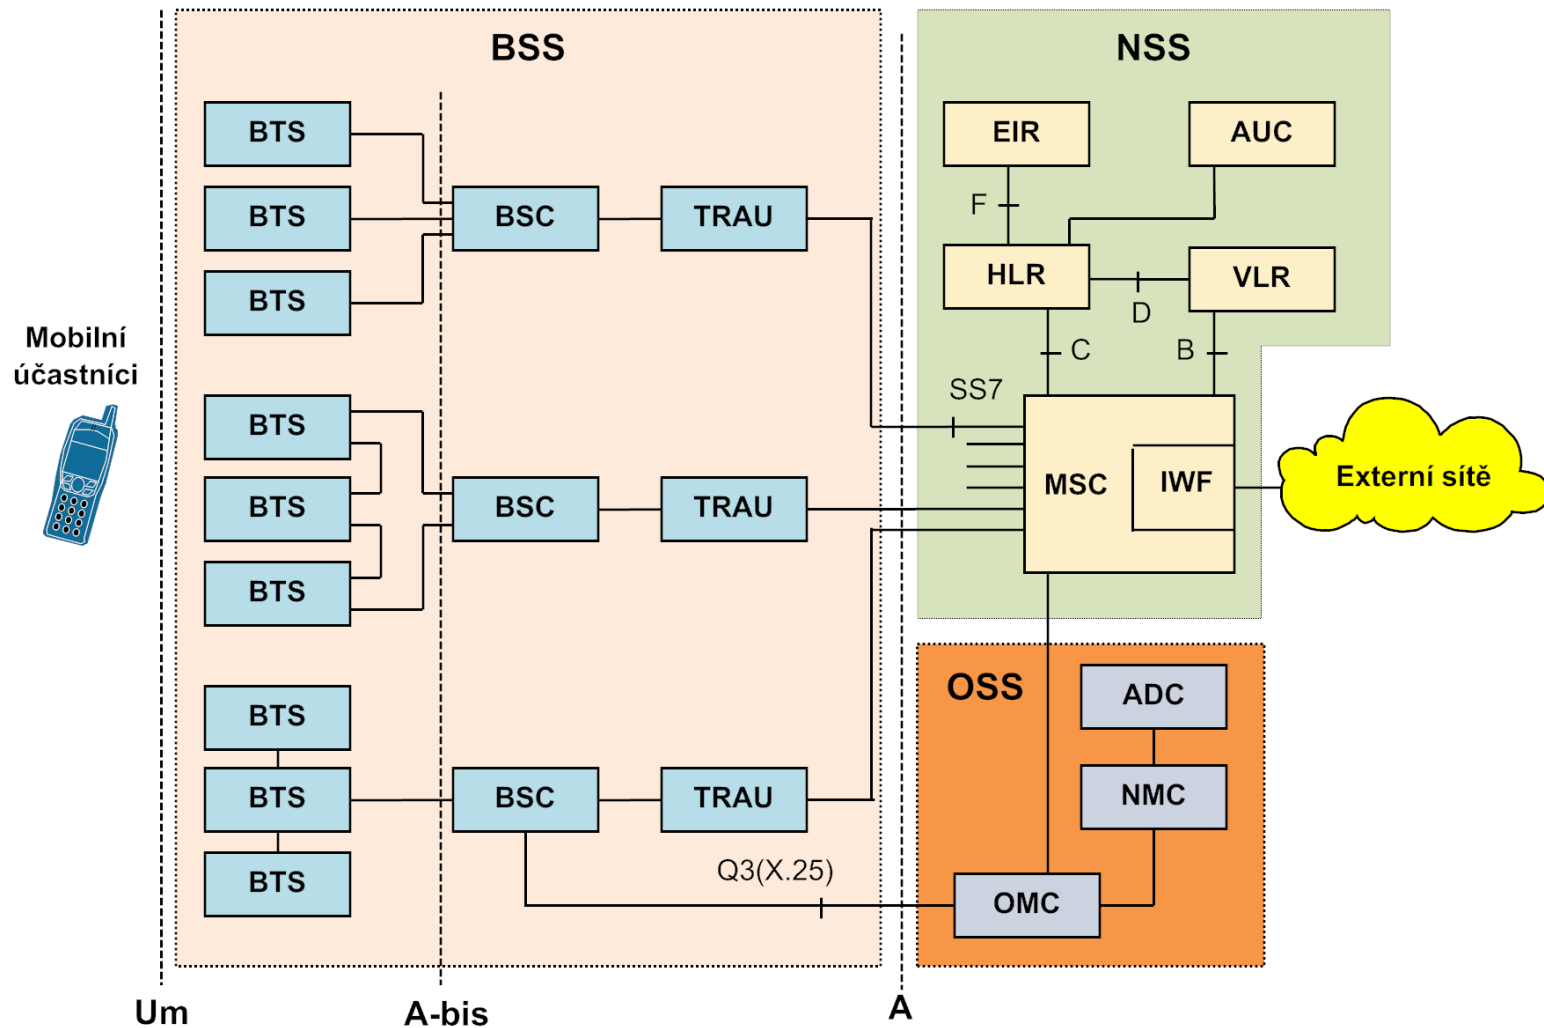 BSS
NSS
BTS
EIR
AUC
BTS
BSC
TRAU
F
BTS
HLR
VLR
D
Mobilní
účastníci
C
B
SS7
BTS
MSC
IWF
Externí sítě
BTS
BSC
TRAU
BTS
OSS
ADC
BTS
BTS
BSC
TRAU
NMC
Q3(X.25)
BTS
OMC
Um
A-bis
A